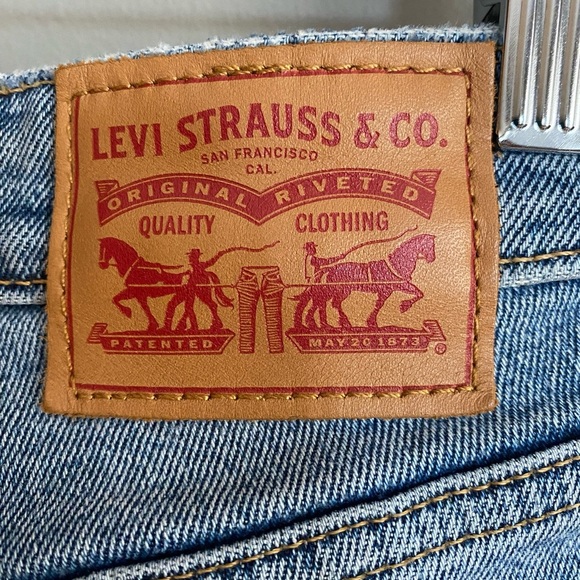 LEVI STRAUSS & CO.
SAN FRANCISCO
CAL.
ORIGINAL RIVETED
QUALITY CLOTHING
PATENTED MAY 20 1873 ®